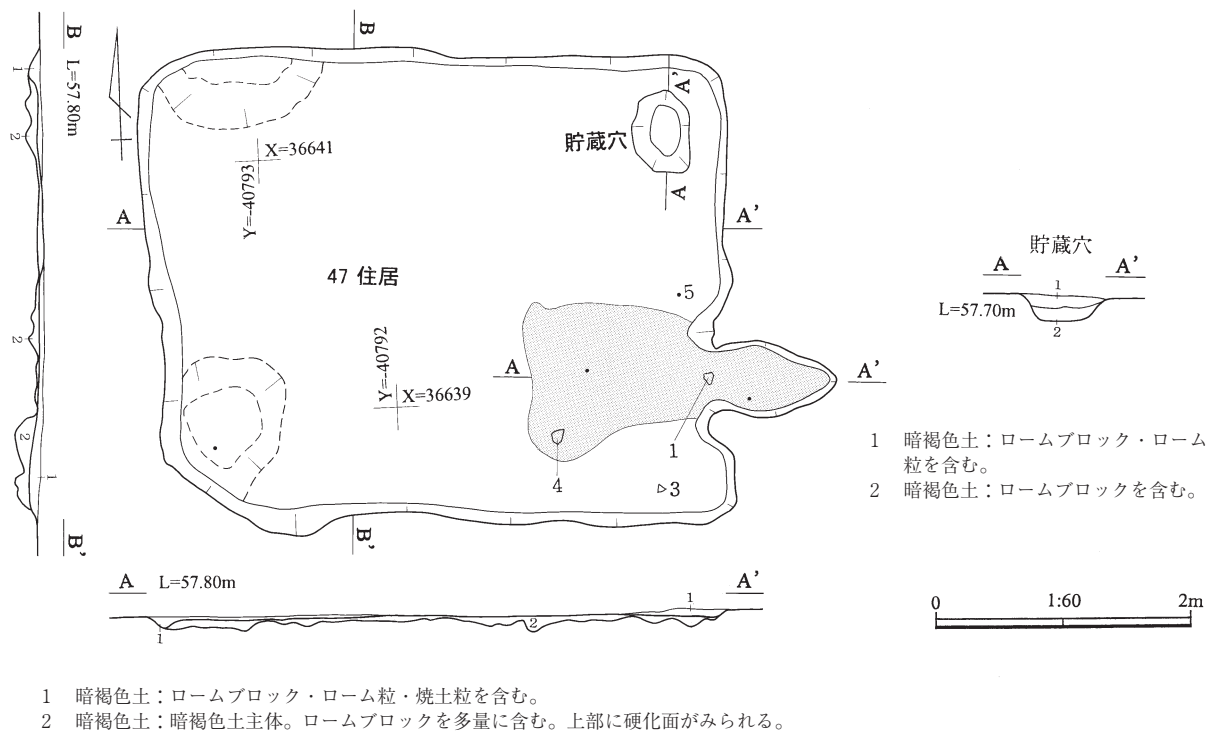 B
L=57.80m
1
2
2
2
1
B'
B
X=36641
Y=-40793
貯蔵穴
A'
A
A
A'
47 住居
5
Y=-40792
X=36639
A
A'
1
4
3
B'
貯蔵穴
A
A'
1
L=57.70m
2
1 暗褐色土：ロームブロック・ローム
粒を含む。
2 暗褐色土：ロームブロックを含む。
A L=57.80m A'
1
2
1
0 1:60 2m
1 暗褐色土：ロームブロック・ローム粒・焼土粒を含む。
2 暗褐色土：暗褐色土主体。ロームブロックを多量に含む。上部に硬化面がみられる。